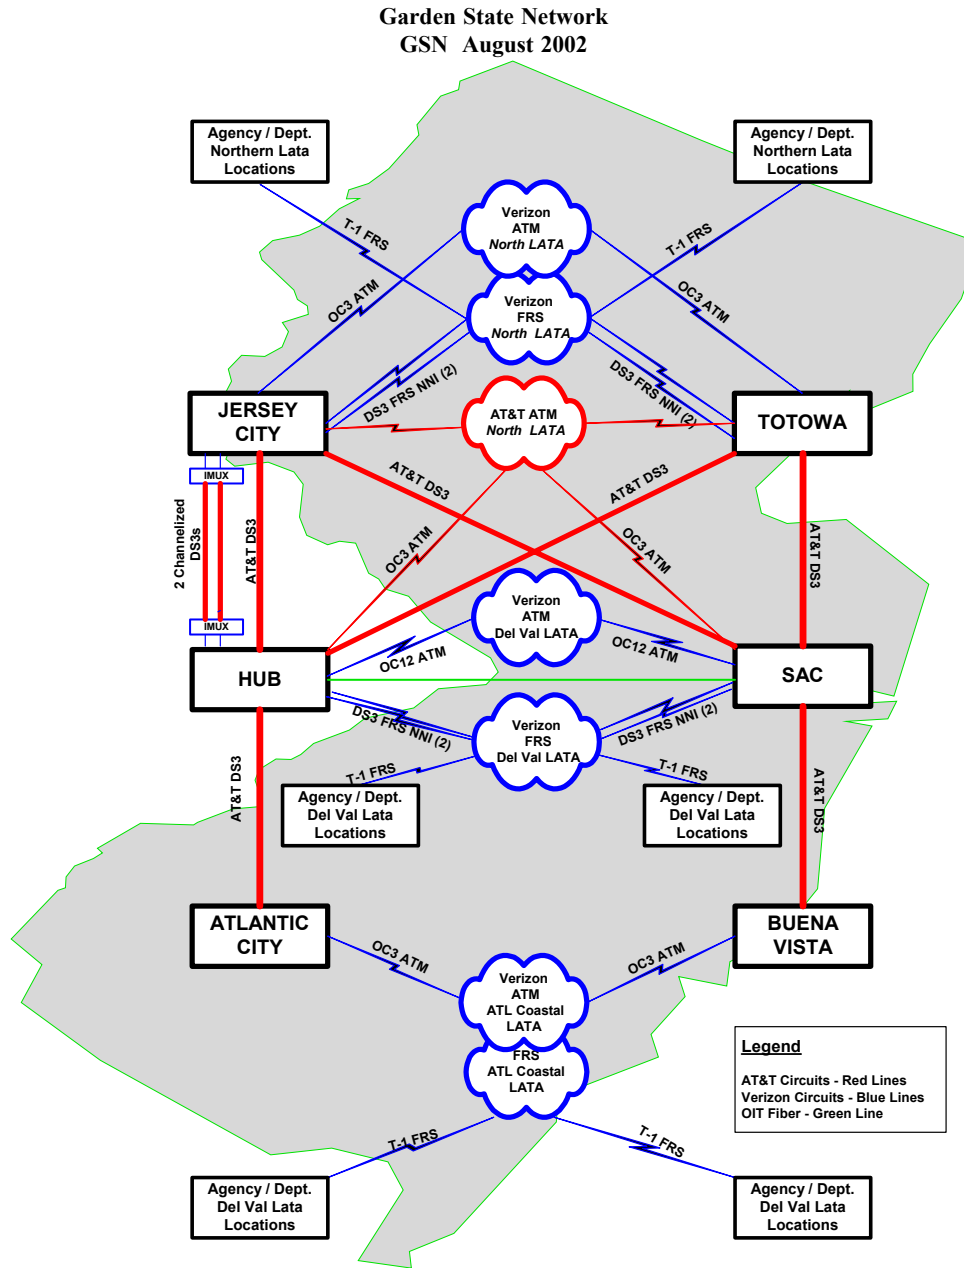 Garden State Network
GSN August 2002
Agency / Dept.
Northern Lata
Locations
Agency / Dept.
Northern Lata
Locations
Verizon
ATM
North LATA
T-1 FRS
T-1 FRS
OC3 ATM
OC3 ATM
Verizon
FRS
North LATA
DS3 FRS NNI (2)
DS3 FRS NNI (2)
JERSEY
CITY
AT&T ATM
North LATA
TOTOWA
IMUX
AT&T DS3
AT&T DS3
2 Channelized
DS3s
AT&T DS3
OC3 ATM
OC3 ATM
AT&T DS3
IMUX
Verizon
ATM
Del Val LATA
HUB
OC12 ATM
OC12 ATM
SAC
DS3 FRS NNI (2)
DS3 FRS NNI (2)
Verizon
FRS
Del Val LATA
AT&T DS3
T-1 FRS
T-1 FRS
AT&T DS3
Agency / Dept.
Del Val Lata
Locations
Agency / Dept.
Del Val Lata
Locations
ATLANTIC
CITY
BUENA
VISTA
OC3 ATM
OC3 ATM
Verizon
ATM
ATL Coastal
LATA
FRS
ATL Coastal
LATA
Legend
AT&T Circuits - Red Lines
Verizon Circuits - Blue Lines
OIT Fiber - Green Line
T-1 FRS
T-1 FRS
Agency / Dept.
Del Val Lata
Locations
Agency / Dept.
Del Val Lata
Locations